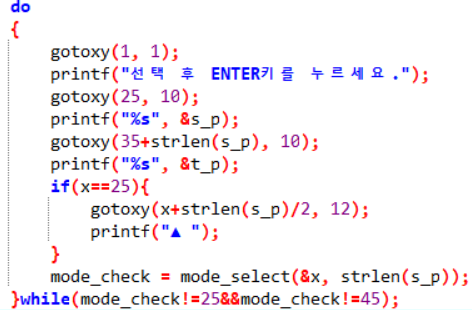 do
{
gotoxy(1, 1);
printf("선택 후 ENTER키를 누르세요.");
gotoxy(25, 10);
printf("%s", &s_p);
gotoxy(35+strlen(s_p), 10);
printf("%s", &t_p);
if(x==25){
gotoxy(x+strlen(s_p)/2, 12);
printf("▲ ");
}
mode_check = mode_select(&x, strlen(s_p));
}while(mode_check!=25&&mode_check!=45);